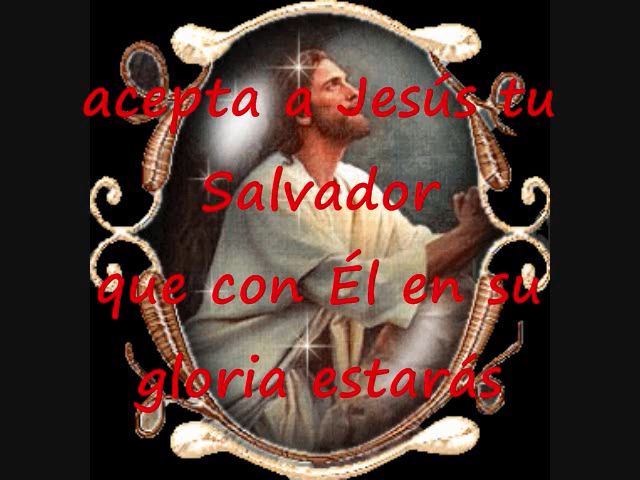 acepta a Jesús tu
Salvador
que con Él en su
gloria estarás